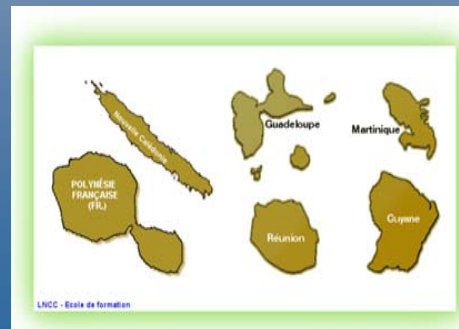 Nouvelle Calédonie
Guadeloupe
Martinique
POLYNÉSIE
FRANÇAISE
(FR.)
Réunion
Guyane
LNCC - Ecole de formation